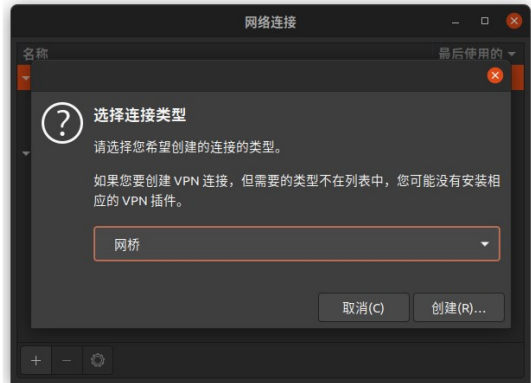 网络连接
名称
最后使用的
选择连接类型
请选择您希望创建的连接的类型。
如果您要创建 VPN 连接，但需要的类型不在列表中，您可能没有安装相
应的 VPN 插件。
网桥
取消(C)
创建(R)...